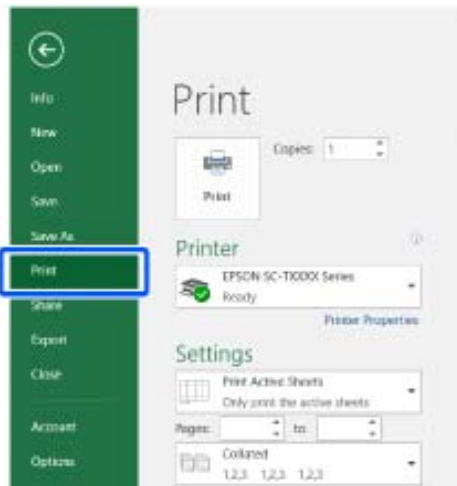 Info
New
Open
Save
Save As
Print
Share
Export
Close
Account
Options
Print
Copies: 1
Print
Printer
EPSON SC-TXXXX Series
Ready
Printer Properties
Settings
Print Active Sheets
Only print the active sheets
Pages: to
Collated
1,2,3 1,2,3 1,2,3